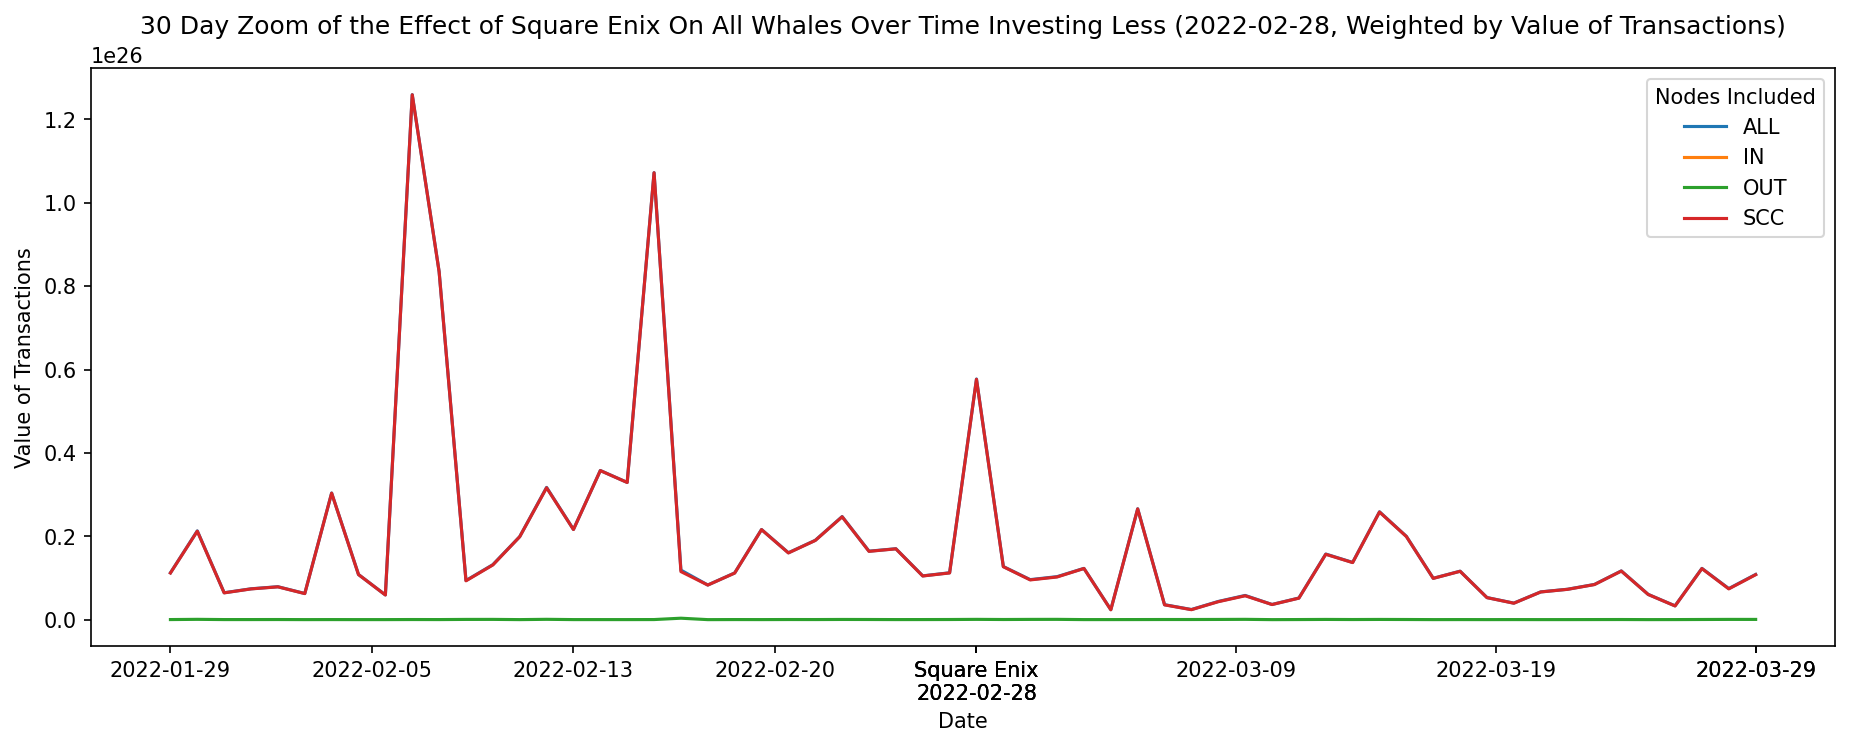 30 Day Zoom of the Effect of Square Enix On All Whales Over Time Investing Less (2022-02-28, Weighted by Value of Transactions)
1e26
1.2
1.0
0.8
0.6
0.4
0.2
0.0
Value of Transactions
Nodes Included
ALL
IN
OUT
SCC
2022-01-29
2022-02-05
2022-02-13
2022-02-20
Square Enix
2022-02-28
2022-03-09
2022-03-19
2022-03-29
Date